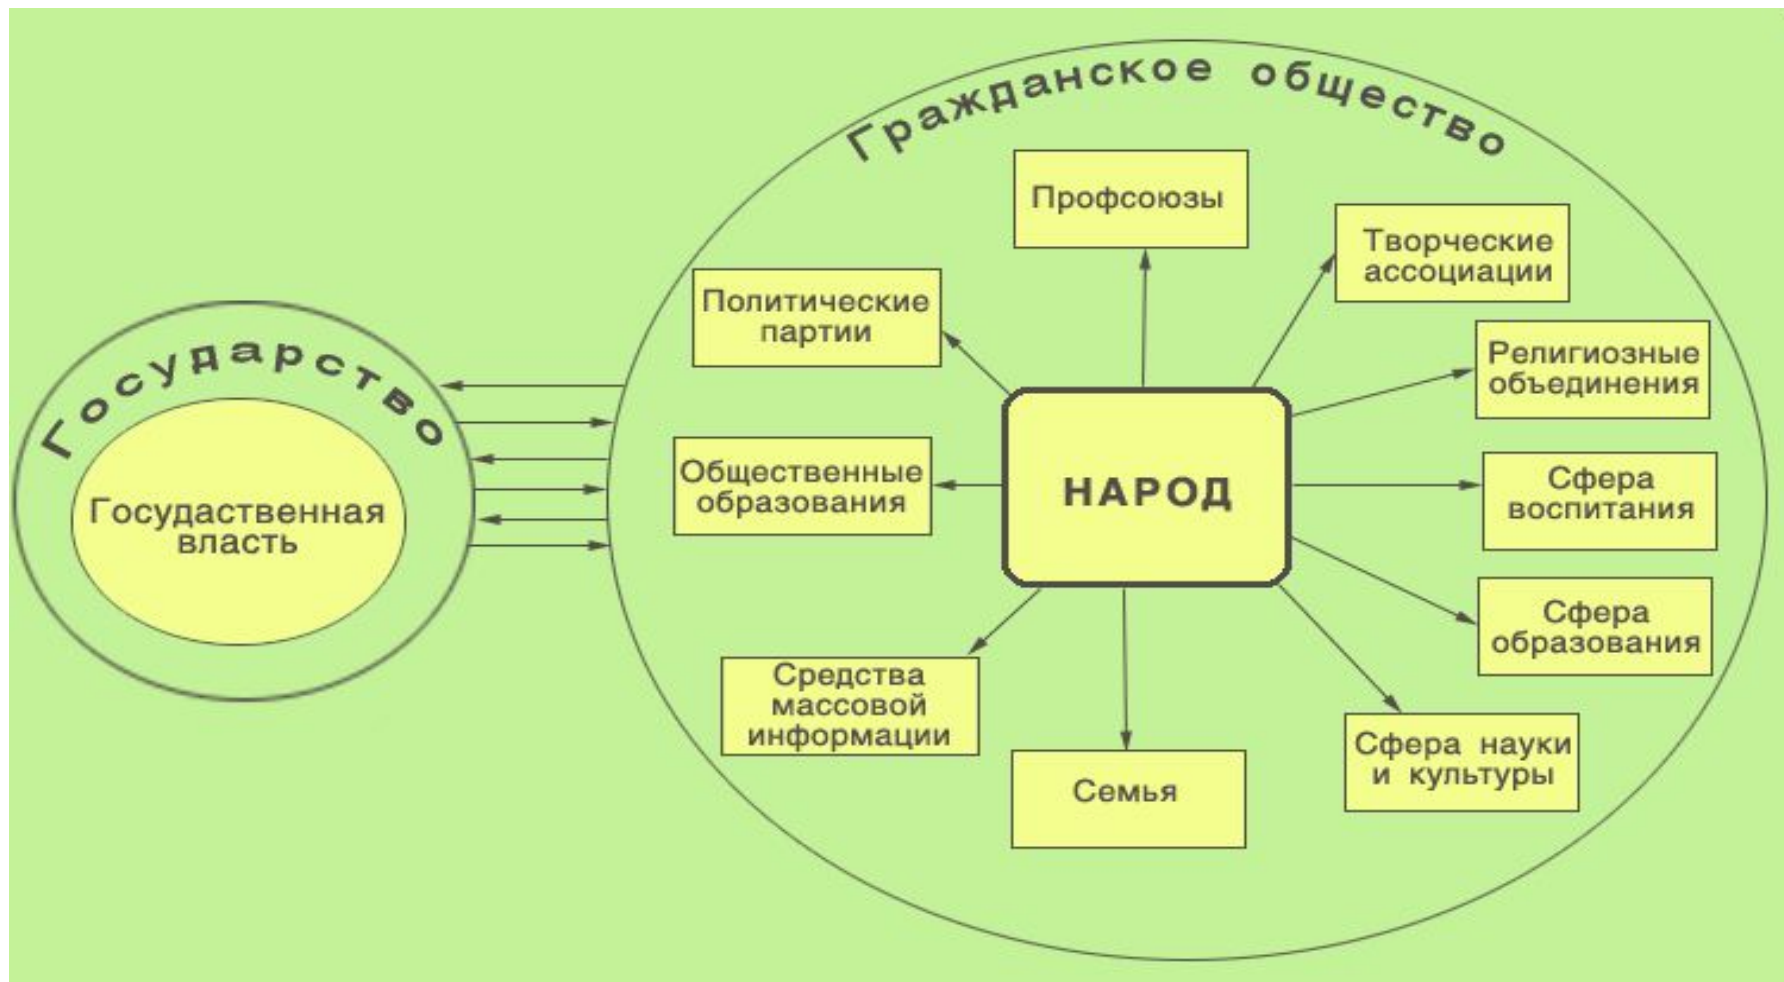 Государство
Государственная
власть
Гражданское общество
Профсоюзы
Творческие
ассоциации
Политические
партии
Религиозные
объединения
Общественные
образования
НАРОД
Сфера
воспитания
Сфера
образования
Средства
массовой
информации
Семья
Сфера науки
и культуры